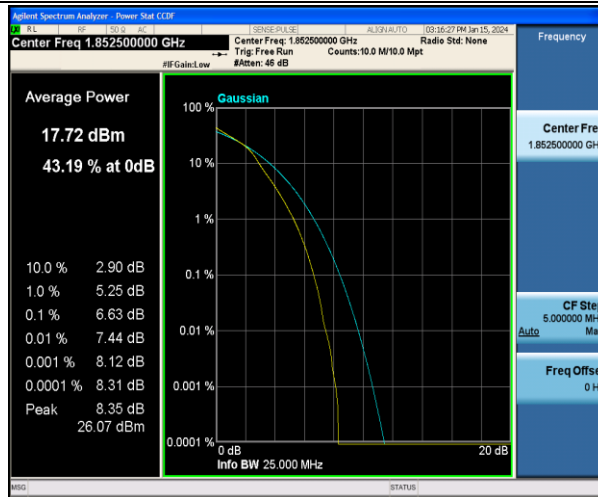 Agilent Spectrum Analyzer - Power Stat CCDF
RL RF 50 Ω AC SENSE:PULSE ALIGN AUTO 03:16:27 PM Jan 15, 2024
Center Freq 1.852500000 GHz
Center Freq: 1.852500000 GHz Radio Std: None
Trig: Free Run Counts:10.0 M/10.0 Mpt
#IFGain:Low #Atten: 46 dB
Frequency
Average Power
17.72 dBm
43.19 % at 0dB
10.0 % 2.90 dB
1.0 % 5.25 dB
0.1 % 6.63 dB
0.01 % 7.44 dB
0.001 % 8.12 dB
0.0001 % 8.31 dB
Peak 8.35 dB
26.07 dBm
Gaussian
100 %
10 %
1 %
0.1 %
0.01 %
0.001 %
0.0001 %
0 dB 20 dB
Info BW 25.000 MHz
Center Fre
1.852500000 GH
CF Ste
5.000000 MH
Auto Ma
Freq Offse
0 H
MSG STATUS